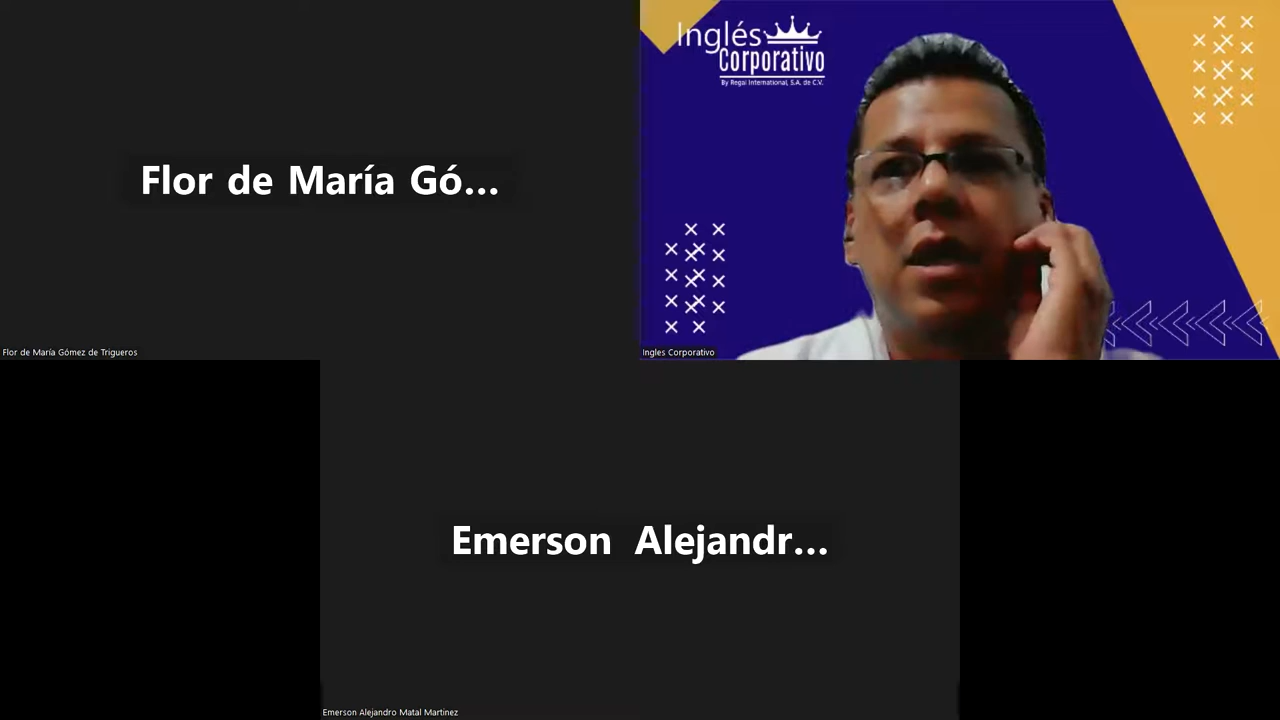 Flor de María Gó...
Flor de María Gómez de Trigueros
Inglés
Corporativo
By Regal International, S.A. de C.V.
Ingles Corporativo
Emerson Alejandr...
Emerson Alejandro Matal Martinez